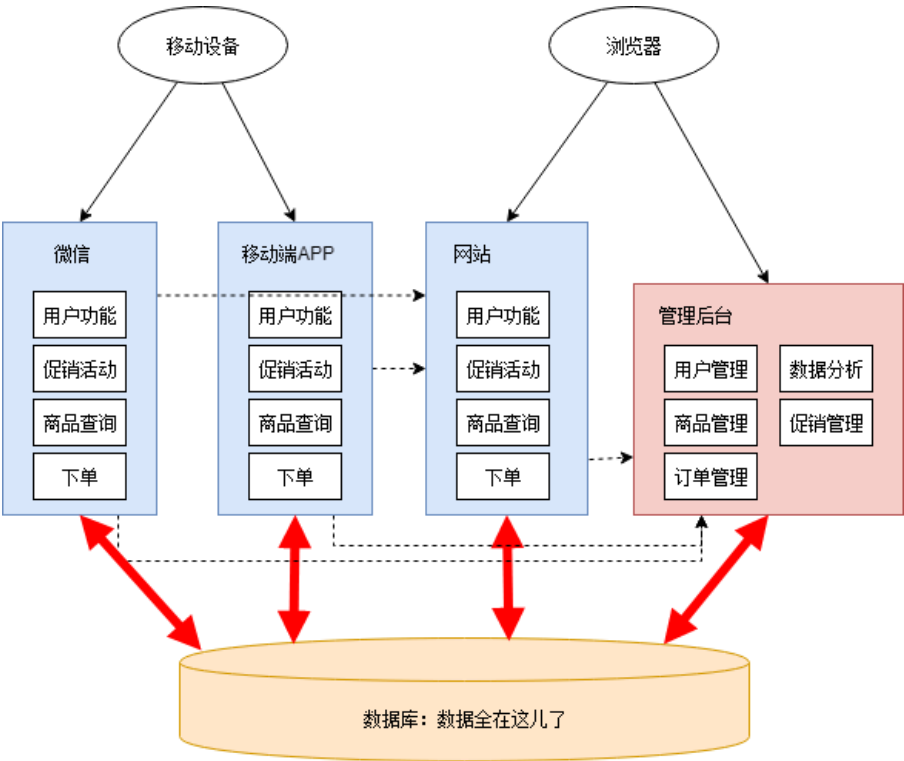 移动设备
浏览器
微信
用户功能
促销活动
商品查询
下单
移动端APP
用户功能
促销活动
商品查询
下单
网站
用户功能
促销活动
商品查询
下单
管理后台
用户管理
数据分析
商品管理
促销管理
订单管理
数据库：数据全在这儿了